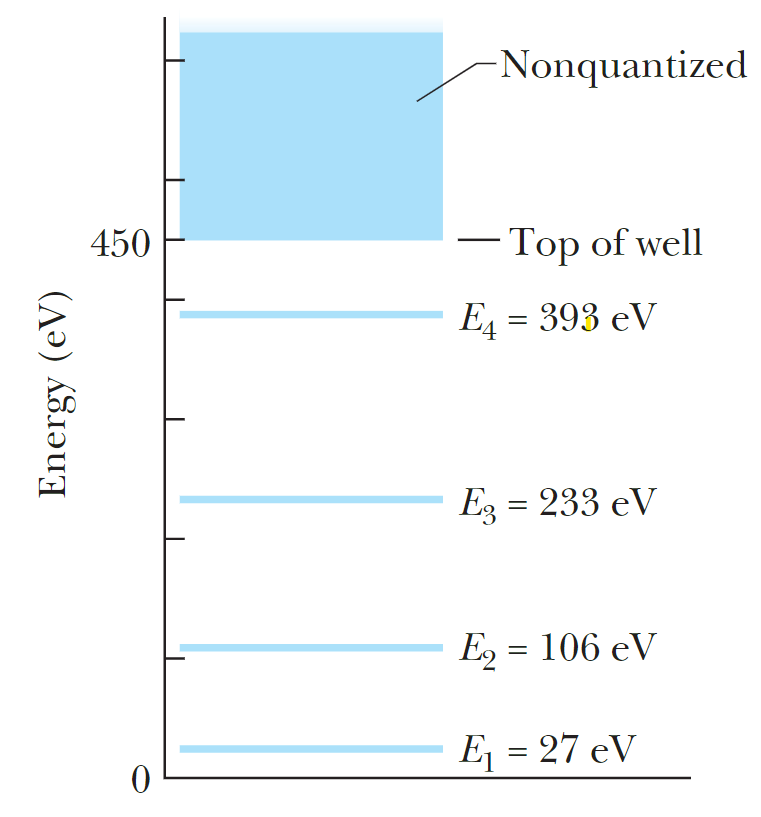 Nonquantized
450
Top of well
E₄ = 393 eV
Energy (eV)
E₃ = 233 eV
E₂ = 106 eV
E₁ = 27 eV
0